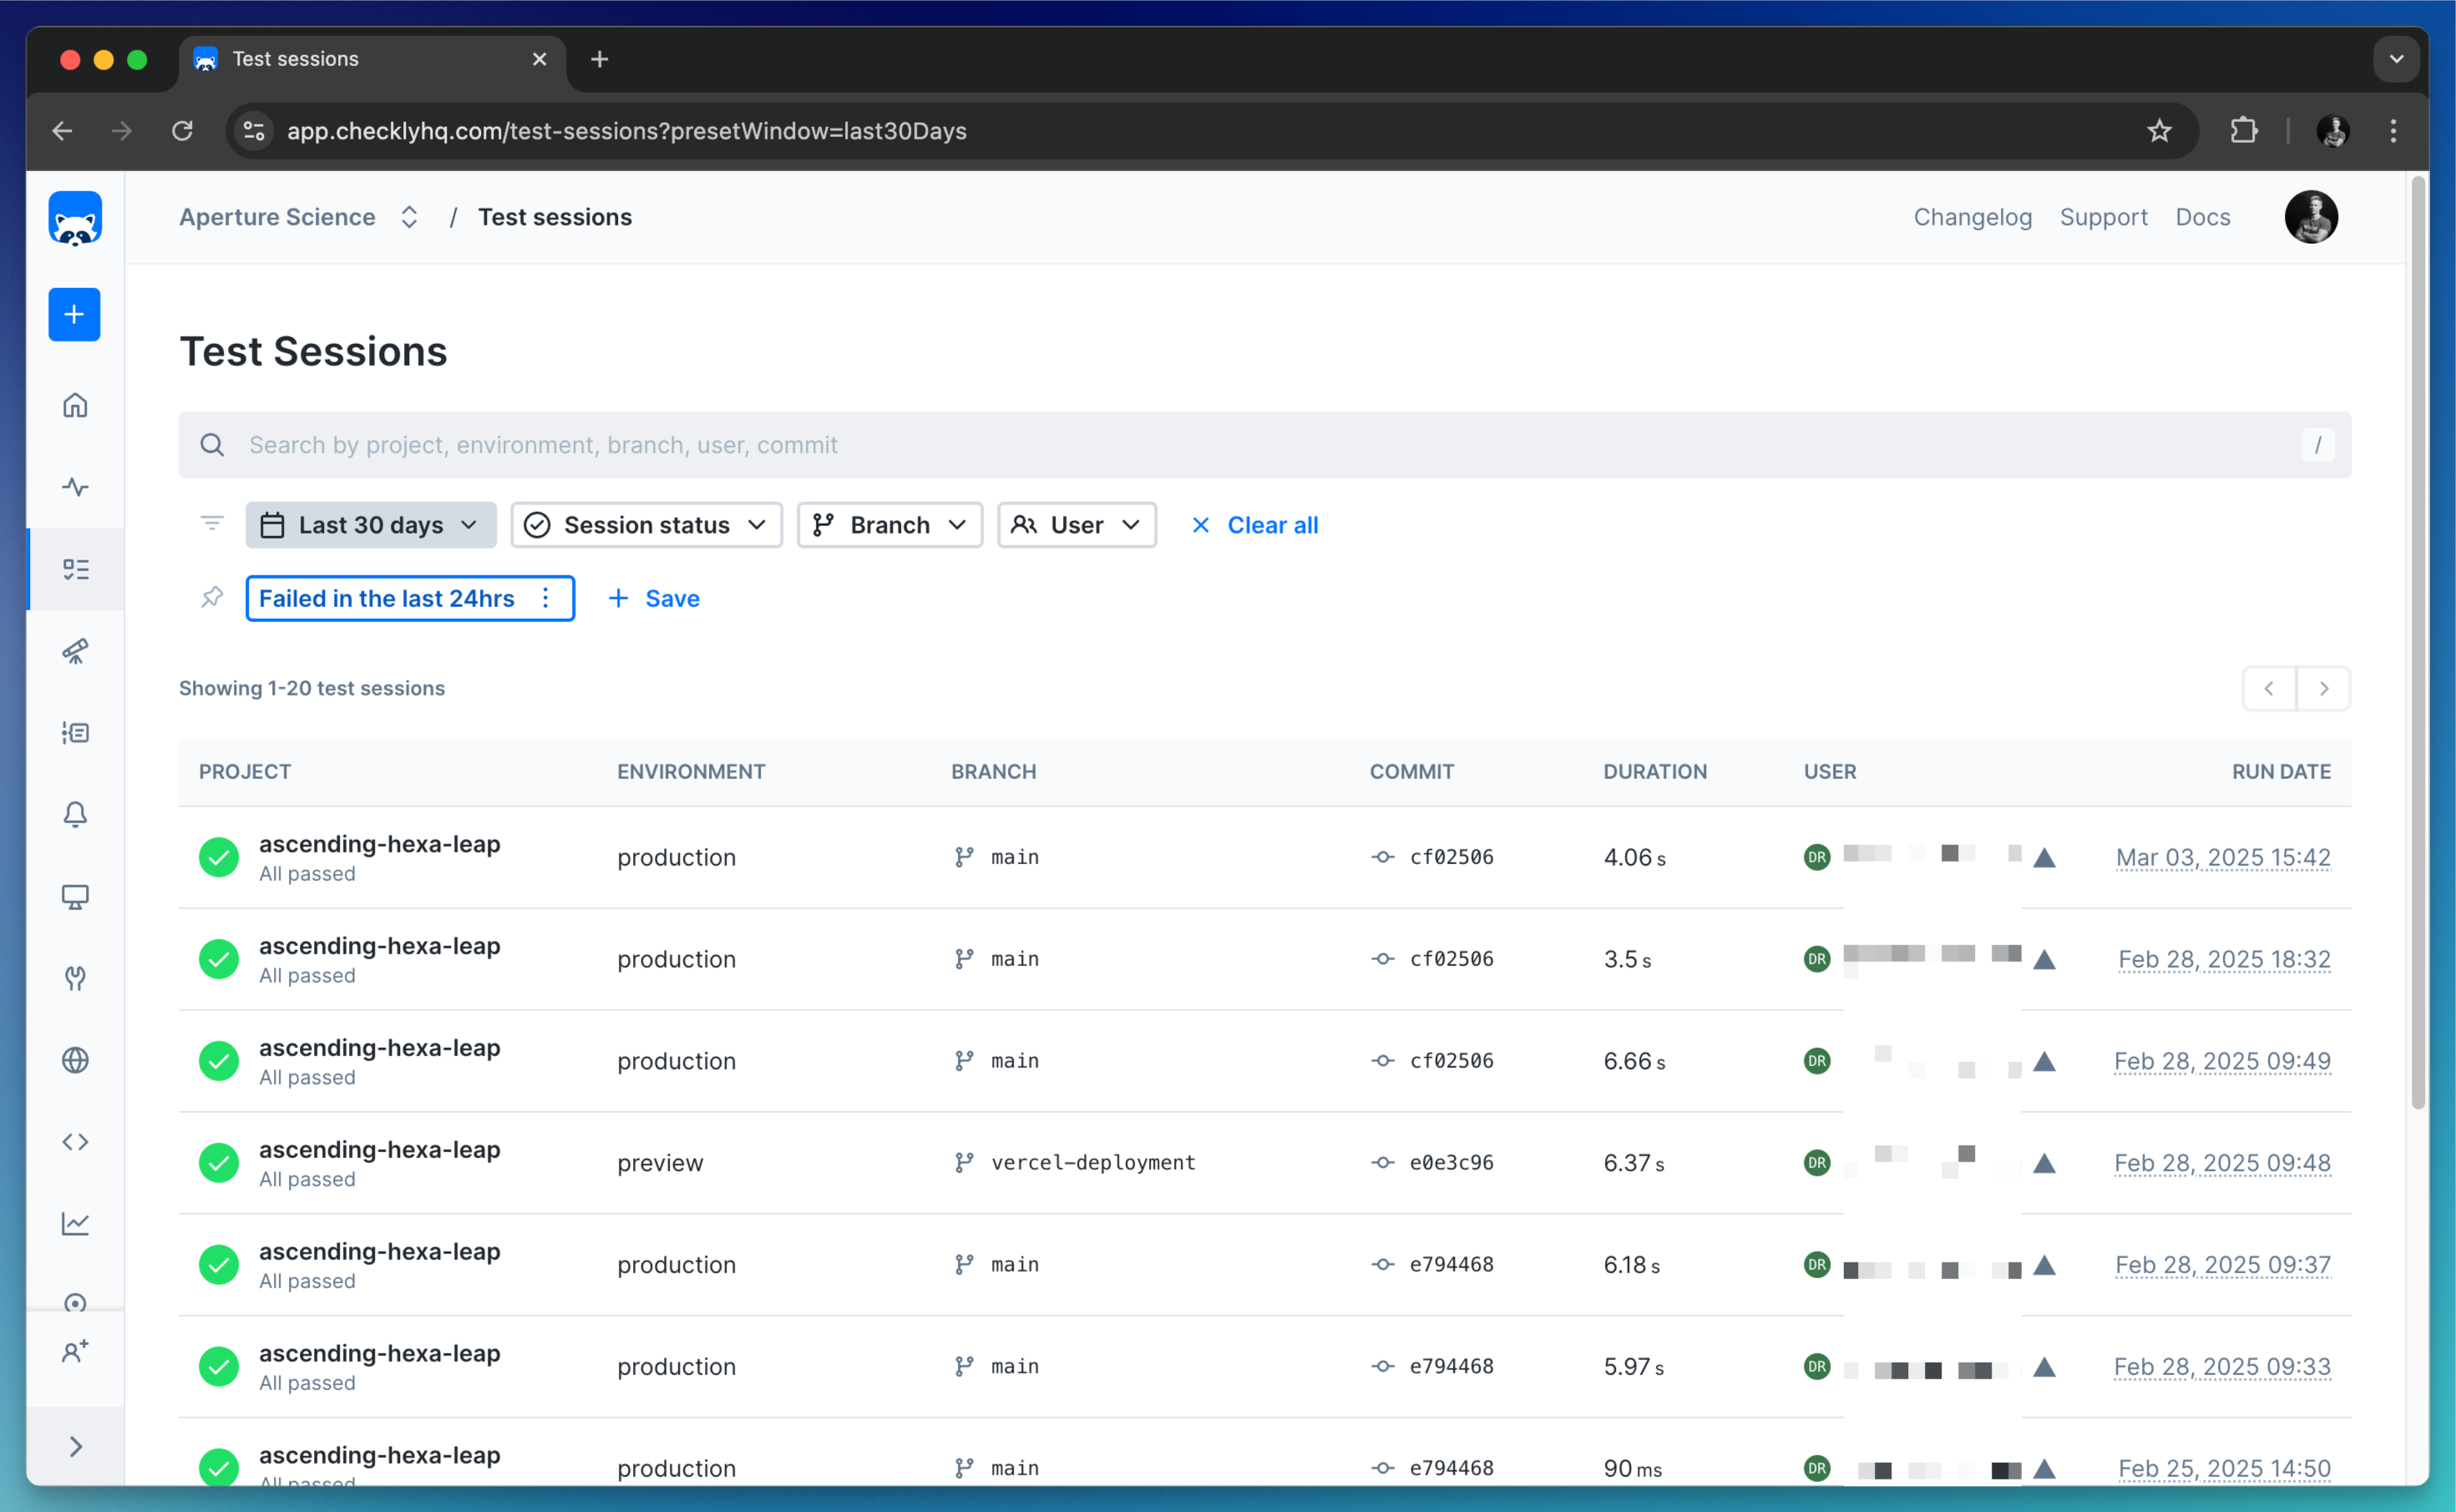 Test sessions
app.checklyhq.com/test-sessions?presetWindow=last30Days
Aperture Science / Test sessions
Changelog Support Docs
Test Sessions
Search by project, environment, branch, user, commit /
Last 30 days Session status Branch User Clear all
Failed in the last 24hrs + Save
Showing 1-20 test sessions
PROJECT ENVIRONMENT BRANCH COMMIT DURATION USER RUN DATE
ascending-hexa-leap production main cf02506 4.06 s DR Mar 03, 2025 15:42
All passed
ascending-hexa-leap production main cf02506 3.5 s DR Feb 28, 2025 18:32
All passed
ascending-hexa-leap production main cf02506 6.66 s DR Feb 28, 2025 09:49
All passed
ascending-hexa-leap preview vercel-deployment e0e3c96 6.37 s DR Feb 28, 2025 09:48
All passed
ascending-hexa-leap production main e794468 6.18 s DR Feb 28, 2025 09:37
All passed
ascending-hexa-leap production main e794468 5.97 s DR Feb 28, 2025 09:33
All passed
ascending-hexa-leap production main e794468 90 ms DR Feb 25, 2025 14:50
All passed